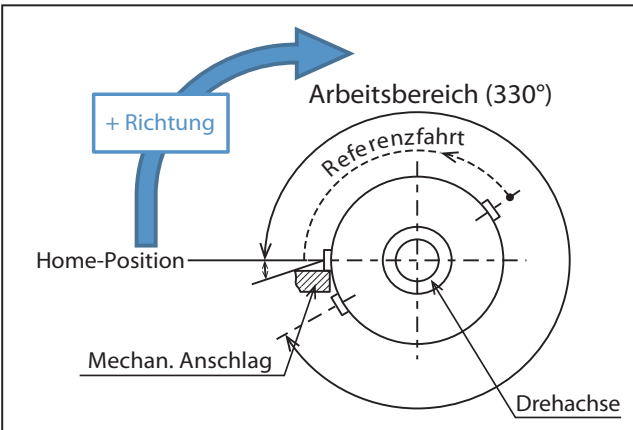 + Richtung
Arbeitsbereich (330°)
Referenzfahrt
Home-Position
Mechan. Anschlag
Drehachse